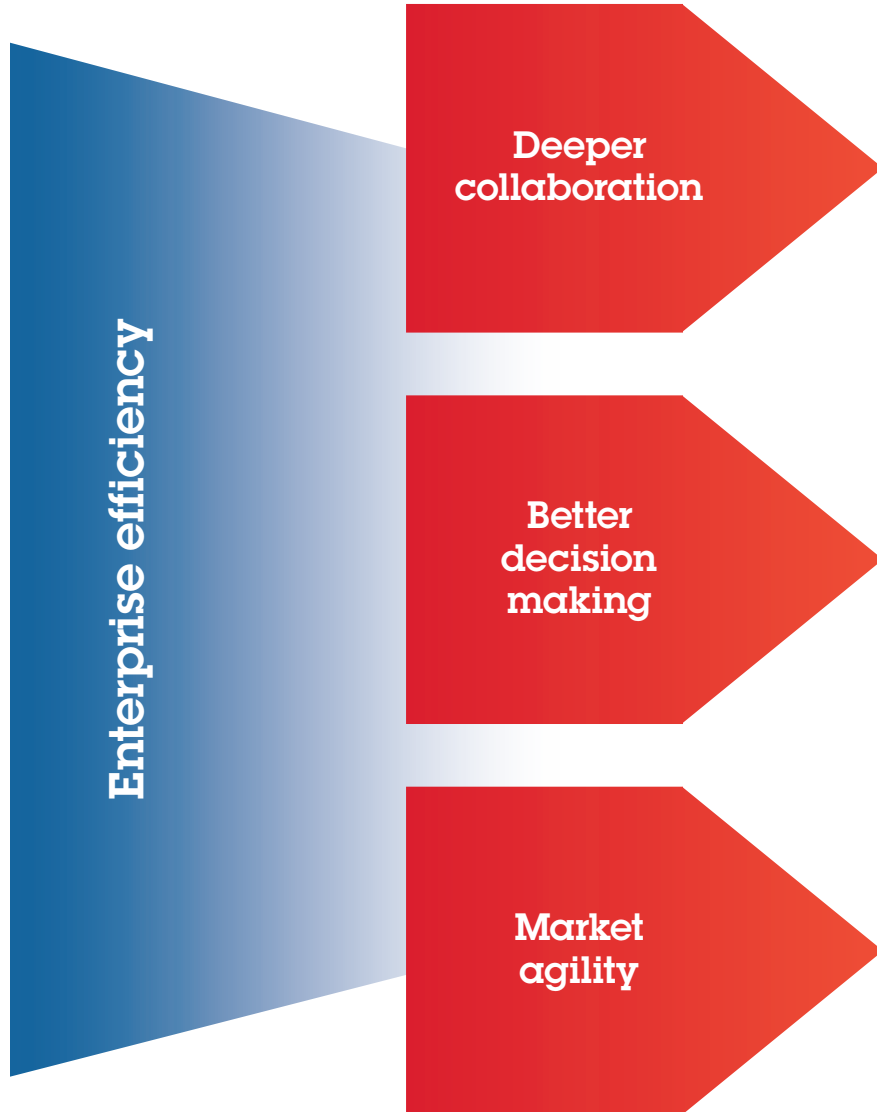 Enterprise efficiency
Deeper
collaboration
Better
decision
making
Market
agility